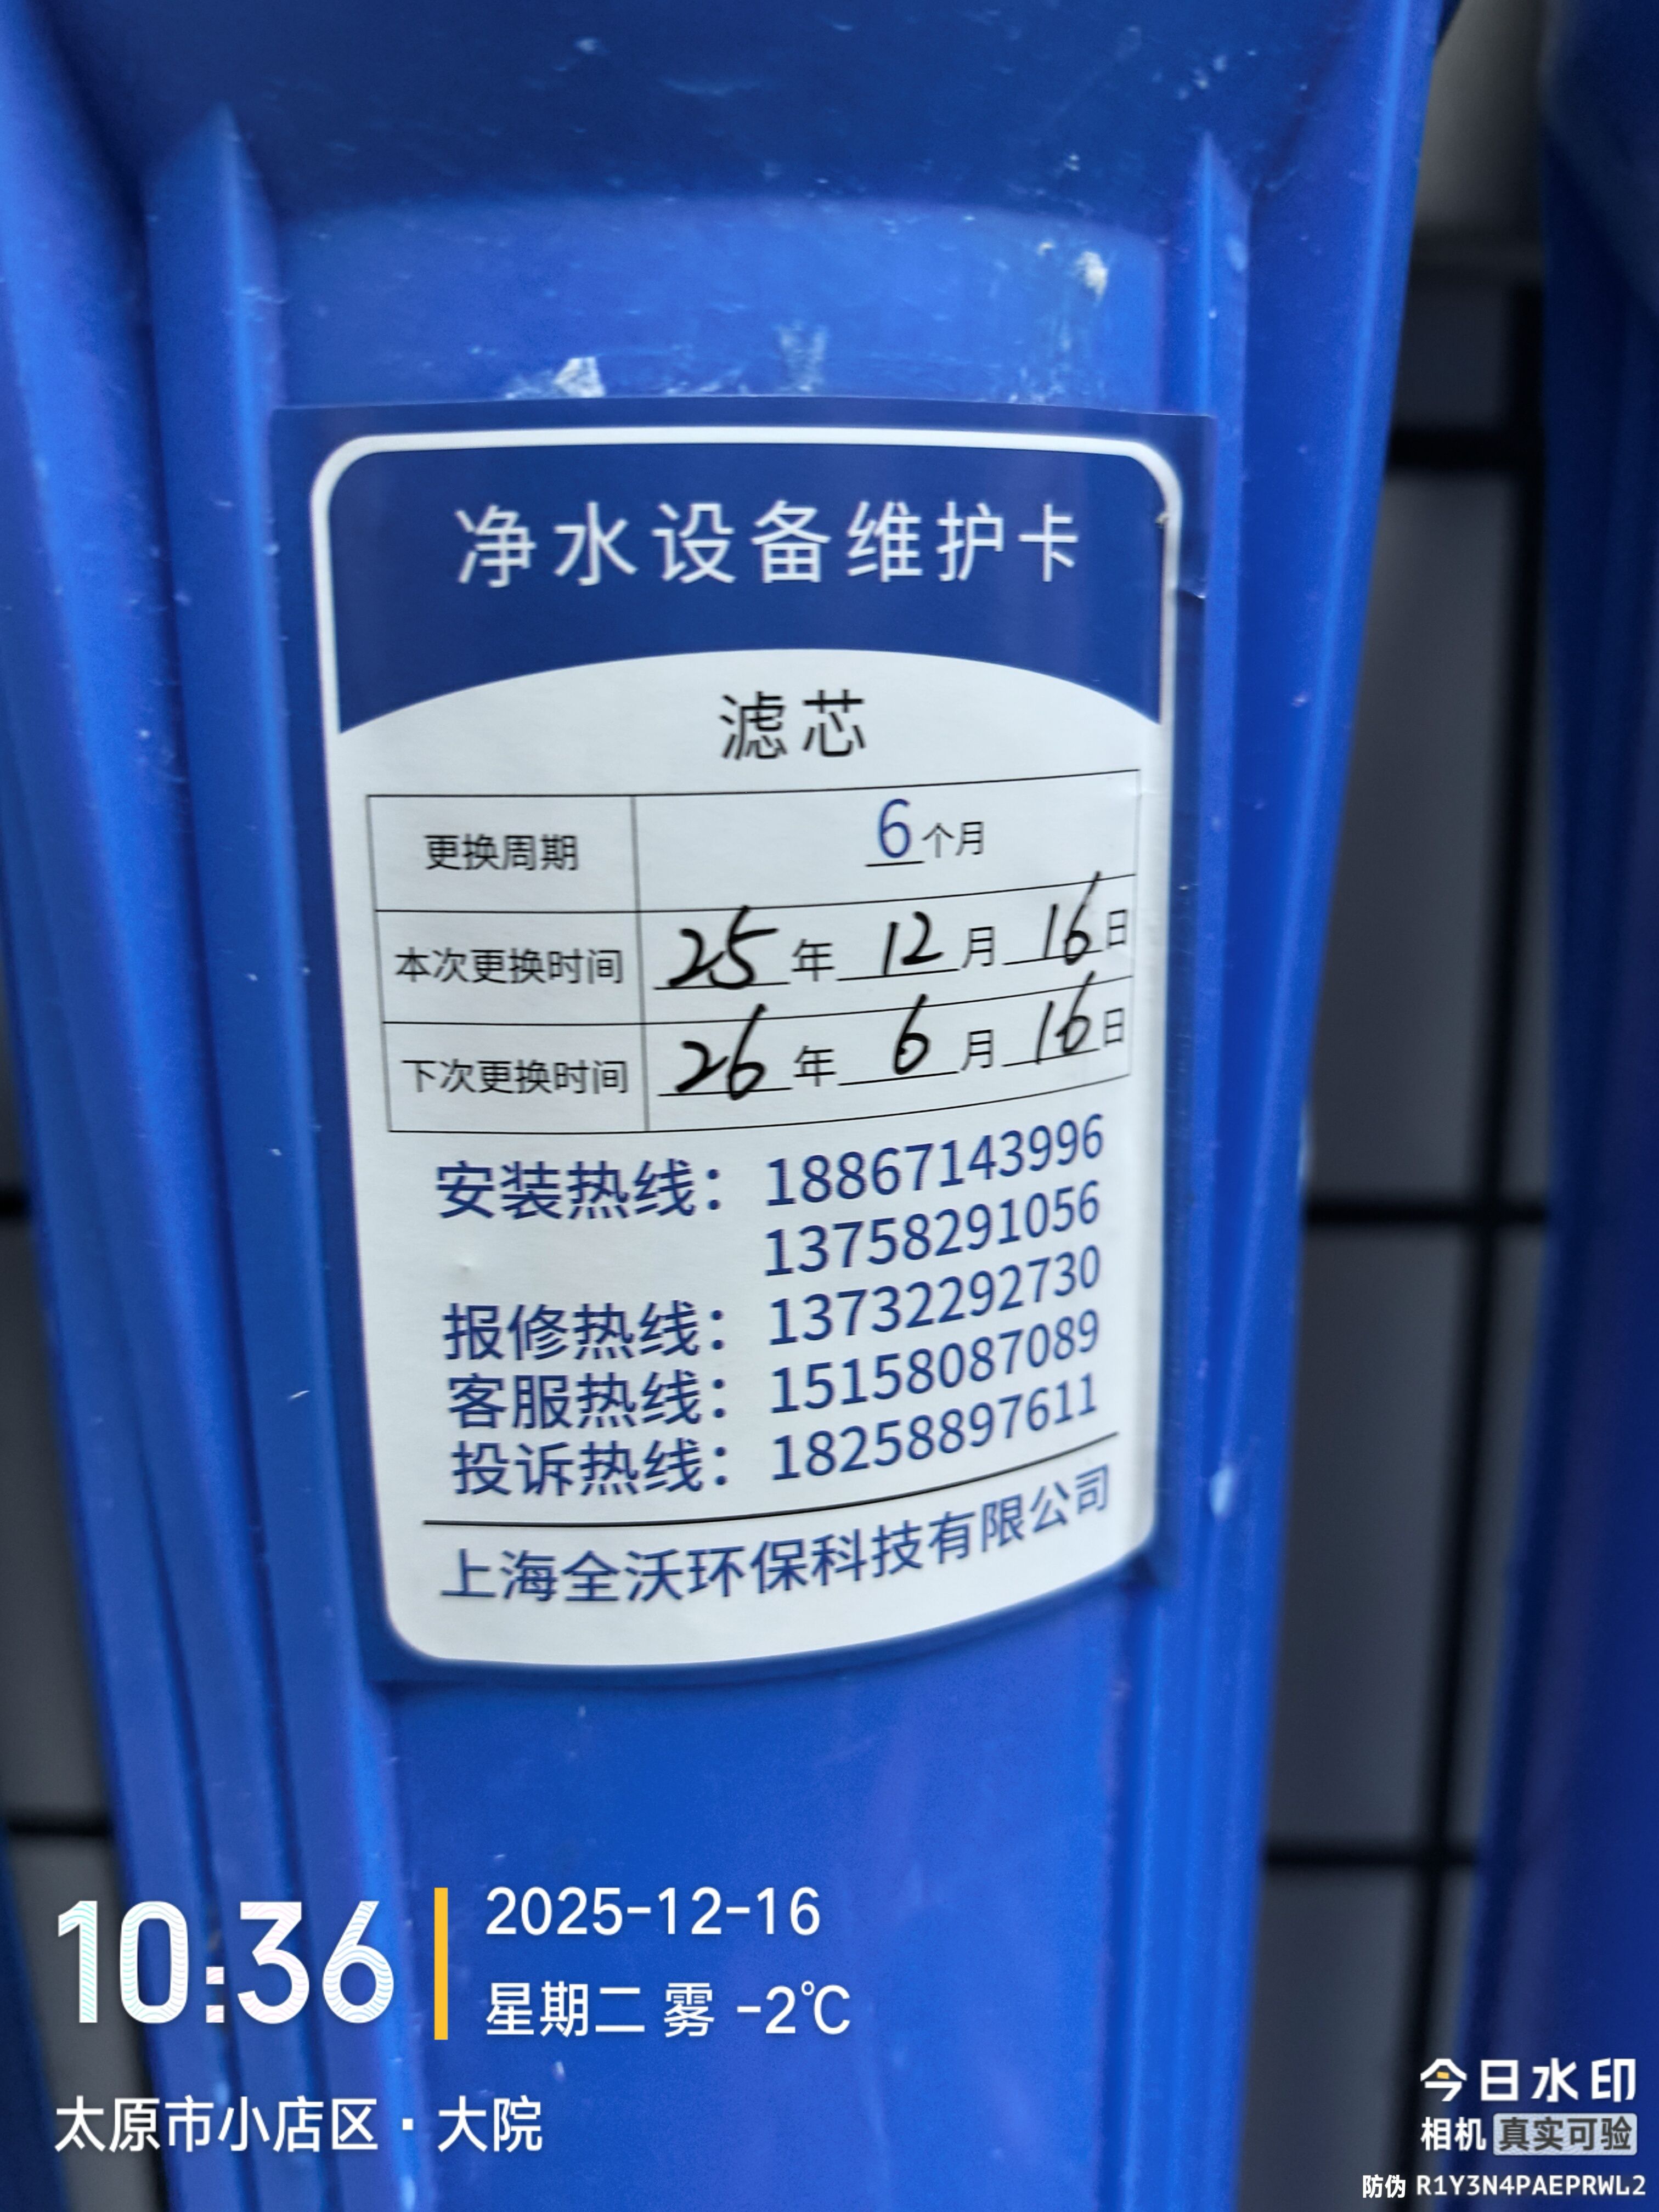 净水设备维护卡
滤芯
更换周期 6个月
本次更换时间 25年12月16日
下次更换时间 26年6月16日
安装热线：18867143996
13758291056
报修热线：13732292730
客服热线：15158087089
投诉热线：18258897611
上海全沃环保科技有限公司
10:36
2025-12-16
星期二 雾 -2℃
太原市小店区·大院
今日水印
相机 真实可验
防伪 R1Y3N4PAEPRWL2